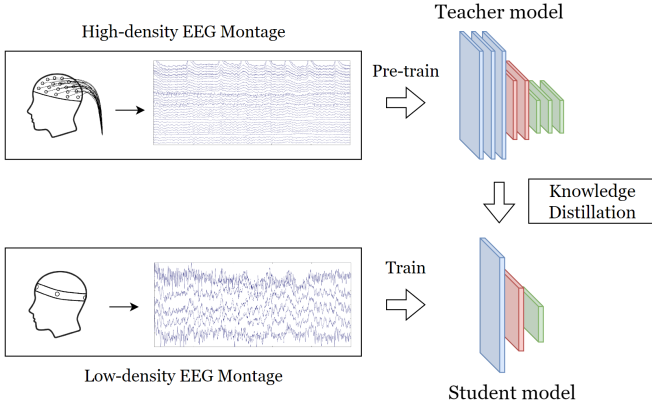 Teacher model
High-density EEG Montage
Pre-train
Knowledge
Distillation
Train
Low-density EEG Montage
Student model